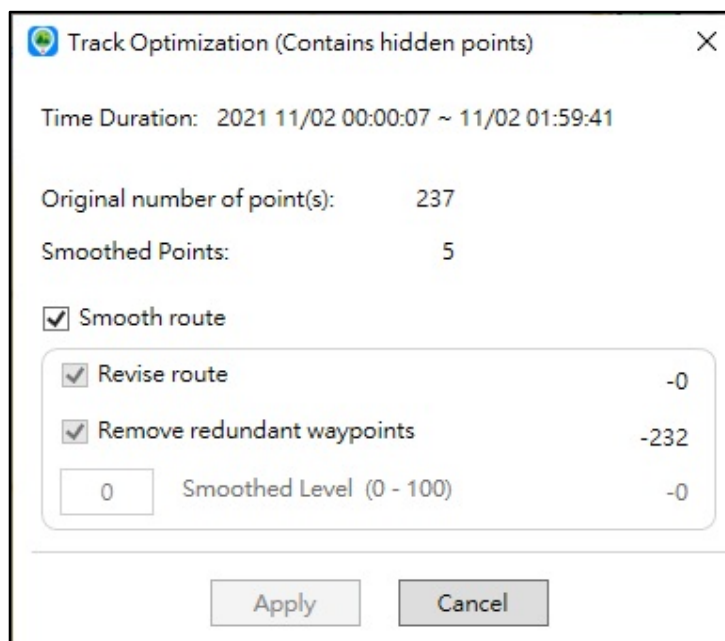 Track Optimization (Contains hidden points)
Time Duration: 2021 11/02 00:00:07 ~ 11/02 01:59:41
Original number of point(s): 237
Smoothed Points: 5
Smooth route
Revise route -0
Remove redundant waypoints -232
0 Smoothed Level (0 - 100) -0
Apply Cancel